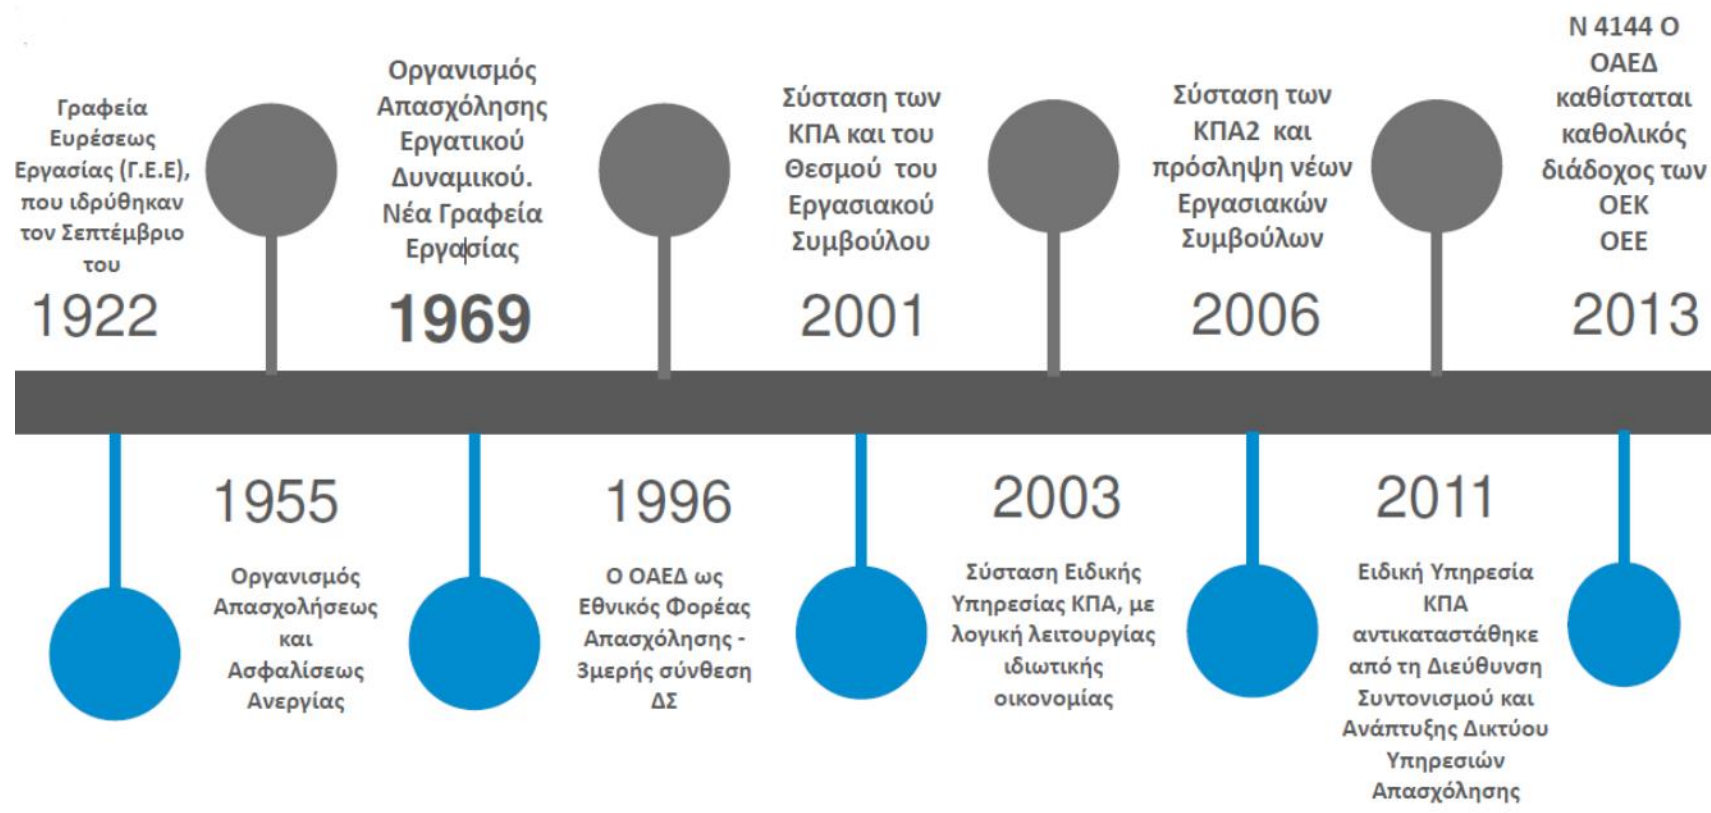 Γραφεία
Ευρέσεως
Εργασίας (Γ.Ε.Ε),
που ιδρύθηκαν
τον Σεπτέμβριο
του
1922
Οργανισμός
Απασχόλησης
Εργατικού
Δυναμικού.
Νέα Γραφεία
Εργασίας
1969
Σύσταση των
ΚΠΑ και του
Θεσμού του
Εργασιακού
Συμβούλου
2001
Σύσταση των
ΚΠΑ2 και
πρόσληψη νέων
Εργασιακών
Συμβούλων
2006
Ν 4144 Ο
ΟΑΕΔ
καθίσταται
καθολικός
διάδοχος των
ΟΕΚ
ΟΕΕ
2013
1955
Οργανισμός
Απασχολήσεως
και
Ασφαλίσεως
Ανεργίας
1996
Ο ΟΑΕΔ ως
Εθνικός Φορέας
Απασχόλησης -
3μερής σύνθεση
ΔΣ
2003
Σύσταση Ειδικής
Υπηρεσίας ΚΠΑ, με
λογική λειτουργίας
ιδιωτικής
οικονομίας
2011
Ειδική Υπηρεσία
ΚΠΑ
αντικαταστάθηκε
από τη Διεύθυνση
Συντονισμού και
Ανάπτυξης Δικτύου
Υπηρεσιών
Απασχόλησης